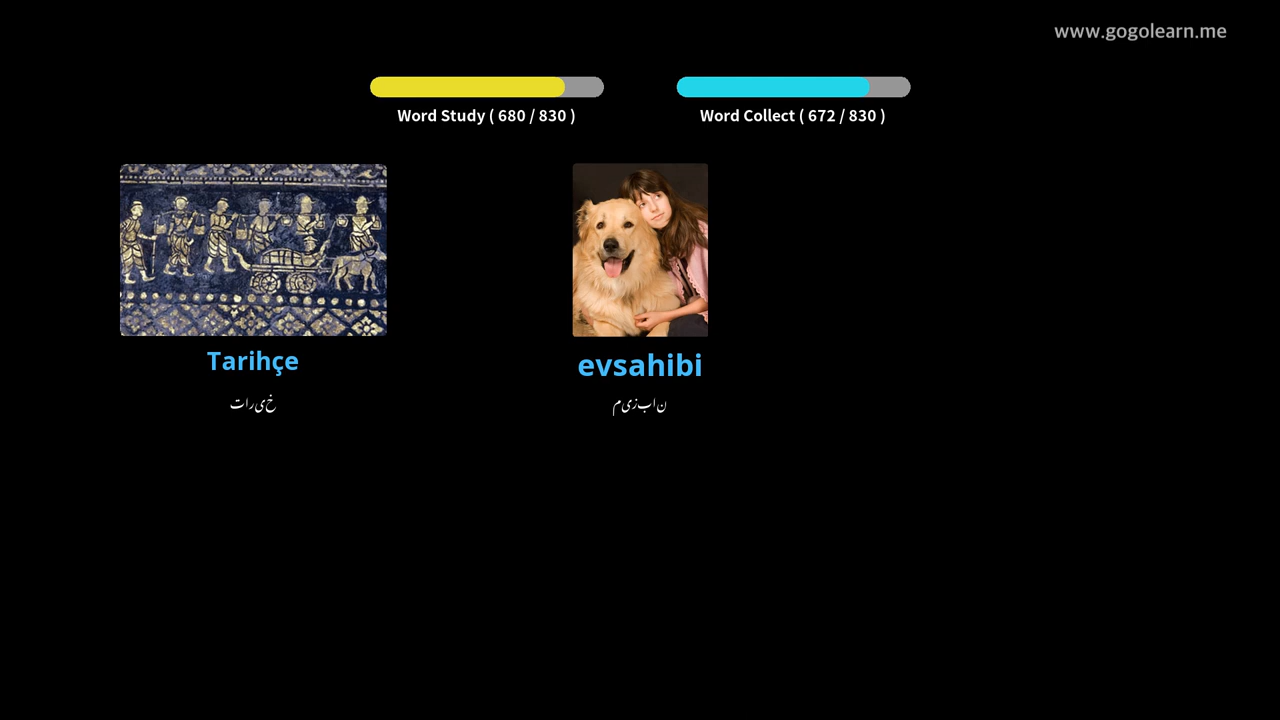 www.gogolearn.me
Word Study ( 680 / 830 )
Word Collect ( 672 / 830 )
Tarihçe
تاریخ
evsahibi
میزبان